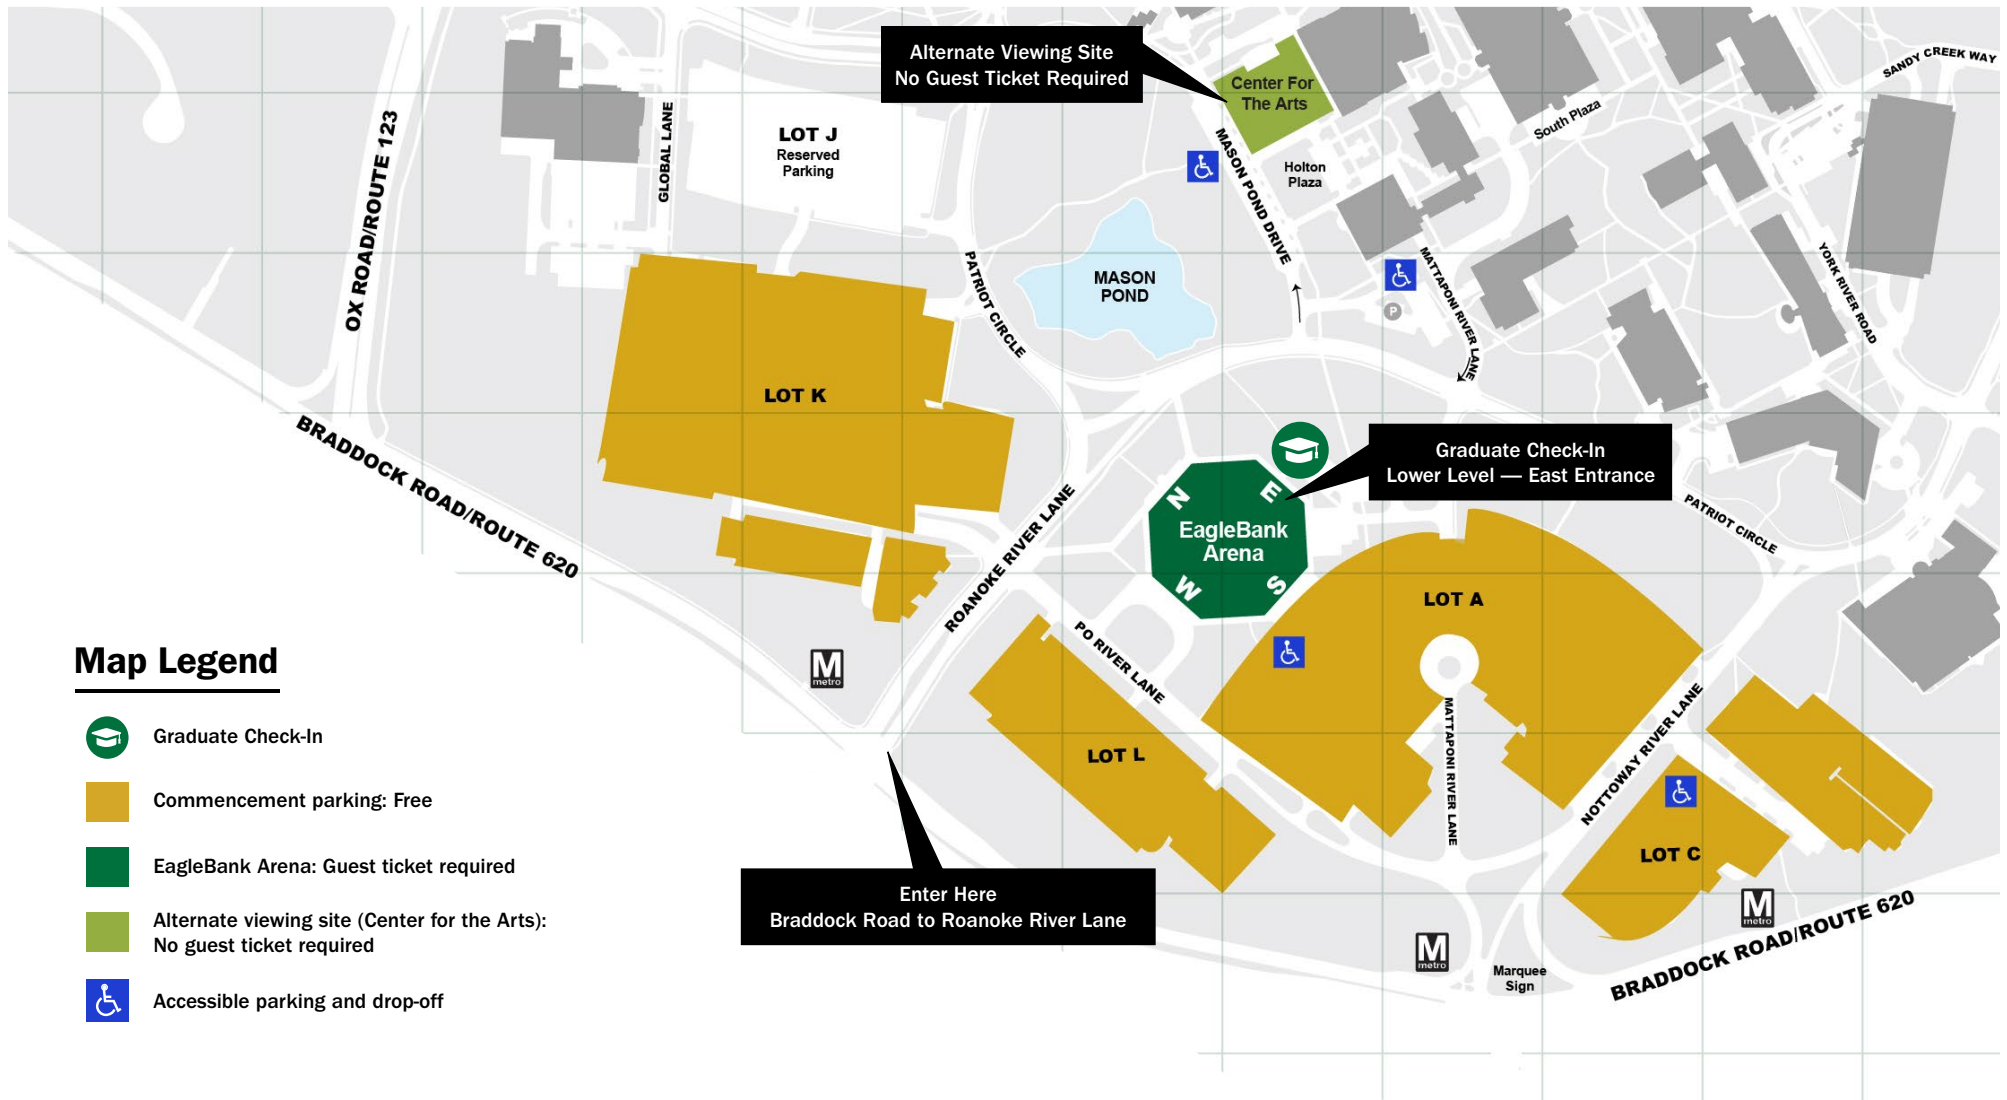 Alternate Viewing Site
No Guest Ticket Required
Center For
The Arts
SANDY CREEK WAY
South Plaza
OX ROAD/ROUTE 123
GLOBAL LANE
LOT J
Reserved
Parking
MASON POND DRIVE
Holton
Plaza
PATRIOT CIRCLE
MASON
POND
MATTAPONI RIVER LANE
P
YORK RIVER ROAD
LOT K
BRADDOCK ROAD/ROUTE 620
Graduate Check-In
Lower Level — East Entrance
N
E
EagleBank
Arena
W
S
PATRIOT CIRCLE
ROANOKE RIVER LANE
LOT A
PO RIVER LANE
M
metro
MATTAPONI RIVER LANE
NOTTOWAY RIVER LANE
LOT L
LOT C
Enter Here
Braddock Road to Roanoke River Lane
M
metro
M
metro
BRADDOCK ROAD/ROUTE 620
Marquee
Sign
Map Legend
Graduate Check-In
Commencement parking: Free
EagleBank Arena: Guest ticket required
Alternate viewing site (Center for the Arts):
No guest ticket required
Accessible parking and drop-off